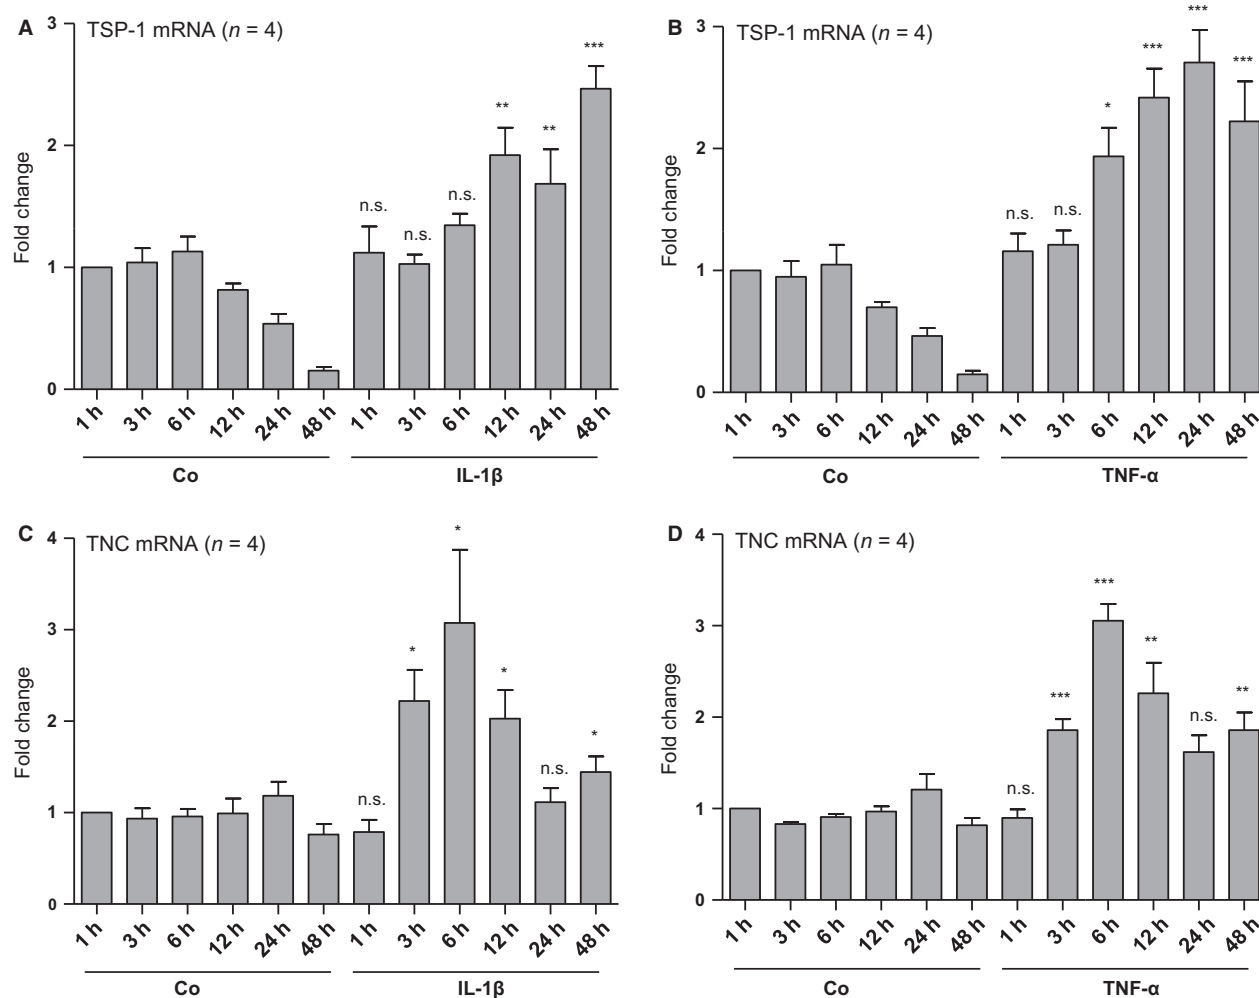 A
TSP-1 mRNA (n = 4)
Fold change
3
2
1
0
n.s.
n.s.
n.s.
**
**
***
1 h
3 h
6 h
12 h
24 h
48 h
1 h
3 h
6 h
12 h
24 h
48 h
Co
IL-1β
B
TSP-1 mRNA (n = 4)
Fold change
3
2
1
0
n.s.
n.s.
*
***
***
***
1 h
3 h
6 h
12 h
24 h
48 h
1 h
3 h
6 h
12 h
24 h
48 h
Co
TNF-α
C
TNC mRNA (n = 4)
Fold change
4
3
2
1
0
n.s.
*
*
*
n.s.
*
1 h
3 h
6 h
12 h
24 h
48 h
1 h
3 h
6 h
12 h
24 h
48 h
Co
IL-1β
D
TNC mRNA (n = 4)
Fold change
4
3
2
1
0
n.s.
***
***
**
n.s.
**
1 h
3 h
6 h
12 h
24 h
48 h
1 h
3 h
6 h
12 h
24 h
48 h
Co
TNF-α